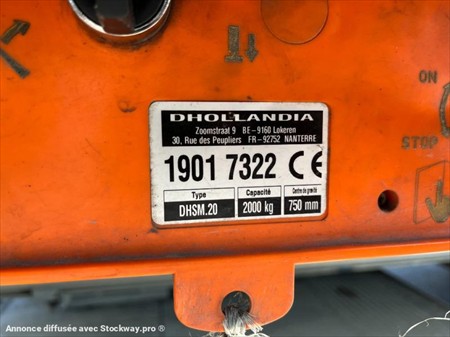 DHOLLANDIA
Zoomstraat 9 BE-9160 Lokeren
30, Rue des Peupliers FR-92752 NANTERRE
1901 7322 CE
Type Capacité Centre de gravité
DHSM.20 2000 kg 750 mm
ON
STOP
Annonce diffusée avec Stockway.pro ®